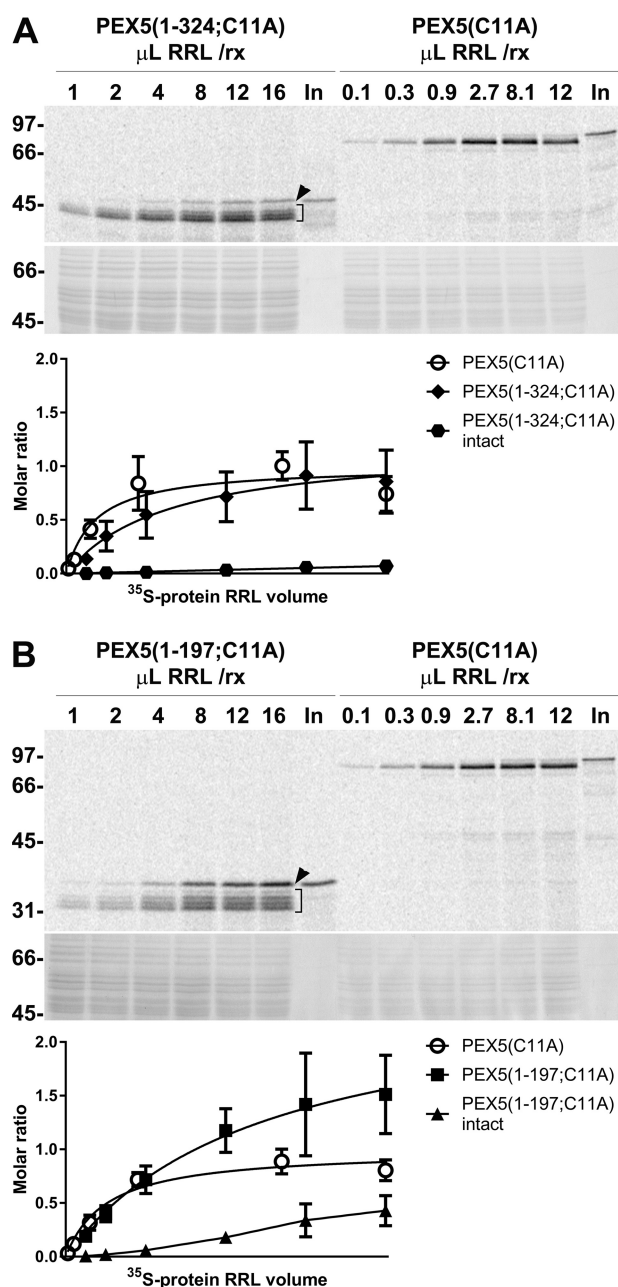 A
PEX5(1-324;C11A) PEX5(C11A)
μL RRL /rx μL RRL /rx
1 2 4 8 12 16 In 0.1 0.3 0.9 2.7 8.1 12 In
97-
66-
45-
66-
45-
2.0
1.5
1.0
0.5
0.0
Molar ratio
35S-protein RRL volume
PEX5(C11A)
PEX5(1-324;C11A)
PEX5(1-324;C11A)
intact
B
PEX5(1-197;C11A) PEX5(C11A)
μL RRL /rx μL RRL /rx
1 2 4 8 12 16 In 0.1 0.3 0.9 2.7 8.1 12 In
97-
66-
45-
31-
66-
45-
2.0
1.5
1.0
0.5
0.0
Molar ratio
35S-protein RRL volume
PEX5(C11A)
PEX5(1-197;C11A)
PEX5(1-197;C11A)
intact